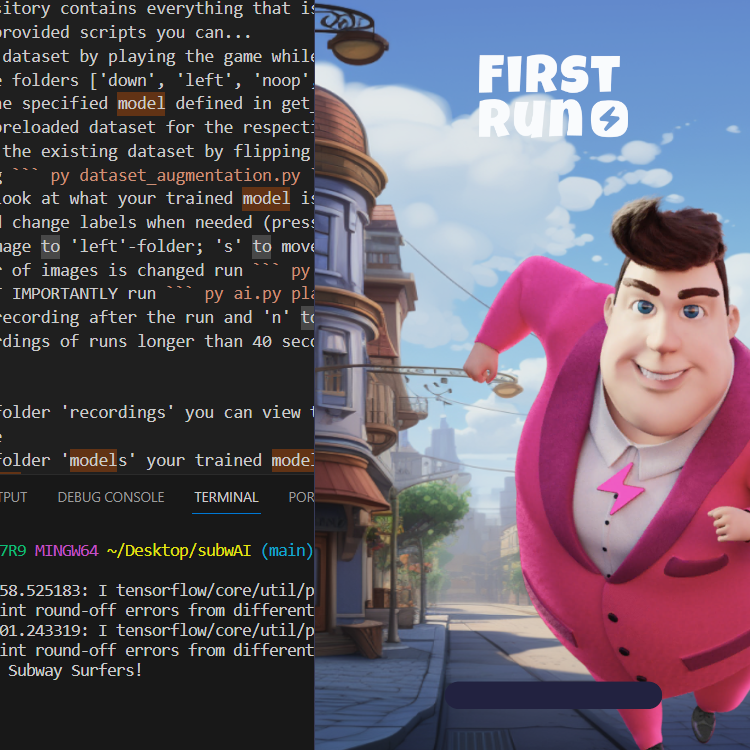 sitory contains everything that is
provided scripts you can...
dataset by playing the game while
e folders ['down', 'left', 'noop'
he specified model defined in get_
preloaded dataset for the respecti
the existing dataset by flipping
g ``` py dataset_augmentation.py
look at what your trained model is
d change labels when needed (press
mage to 'left'-folder; 's' to move
r of images is changed run ``` py
T IMPORTANTLY run ``` py ai.py pla
recording after the run and 'n' to
rdings of runs longer than 40 seco
folder 'recordings' you can view t
e
folder 'models' your trained model
TPUT DEBUG CONSOLE TERMINAL POR
7R9 MINGW64 ~/Desktop/subwAI (main)
58.525183: I tensorflow/core/util/p
int round-off errors from different
01.243319: I tensorflow/core/util/p
int round-off errors from different
Subway Surfers!
FIRST
RUN